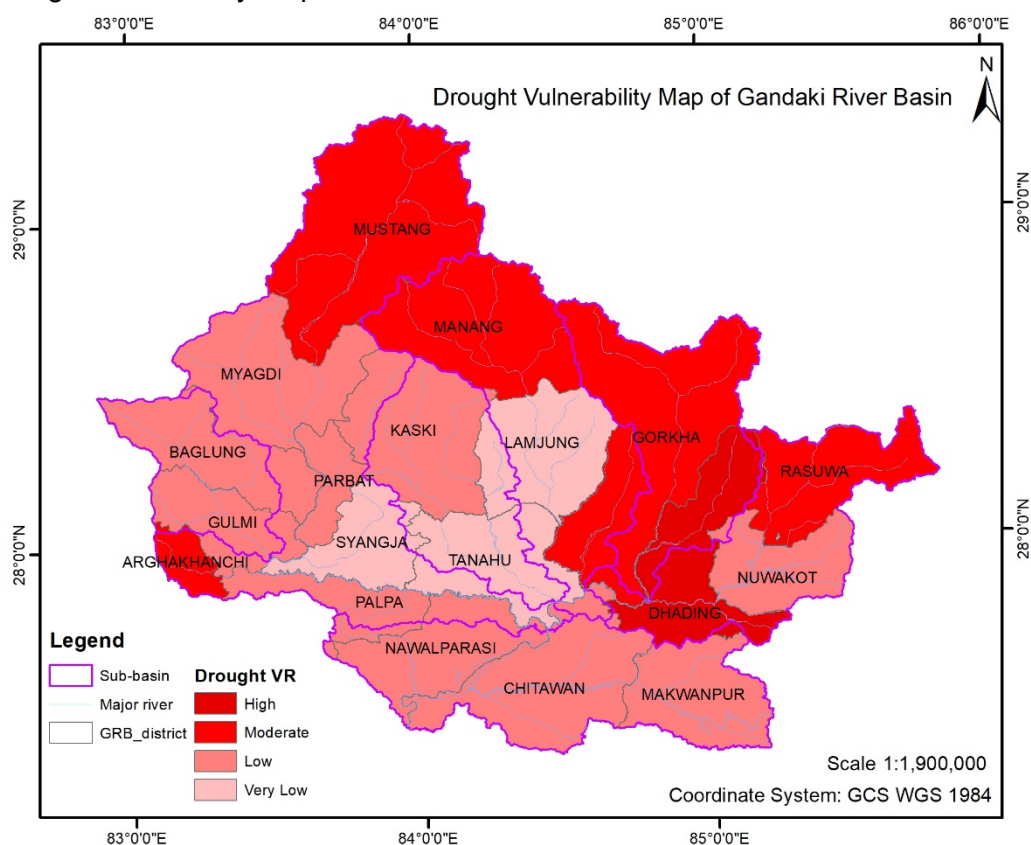 83°0'0"E
84°0'0"E
85°0'0"E
86°0'0"E
N
Drought Vulnerability Map of Gandaki River Basin
29°0'0"N
29°0'0"N
MUSTANG
MANANG
MYAGDI
KASKI
LAMJUNG
GORKHA
BAGLUNG
RASUWA
PARBAT
GULMI
28°0'0"N
28°0'0"N
SYANGJA
ARGHAKHANCHI
TANAHU
NUWAKOT
PALPA
DHADING
NAWALPARASI
CHITAWAN
MAKWANPUR
Legend
Sub-basin
Major river
GRB_district
Drought VR
High
Moderate
Low
Very Low
Scale 1:1,900,000
Coordinate System: GCS WGS 1984
83°0'0"E
84°0'0"E
85°0'0"E